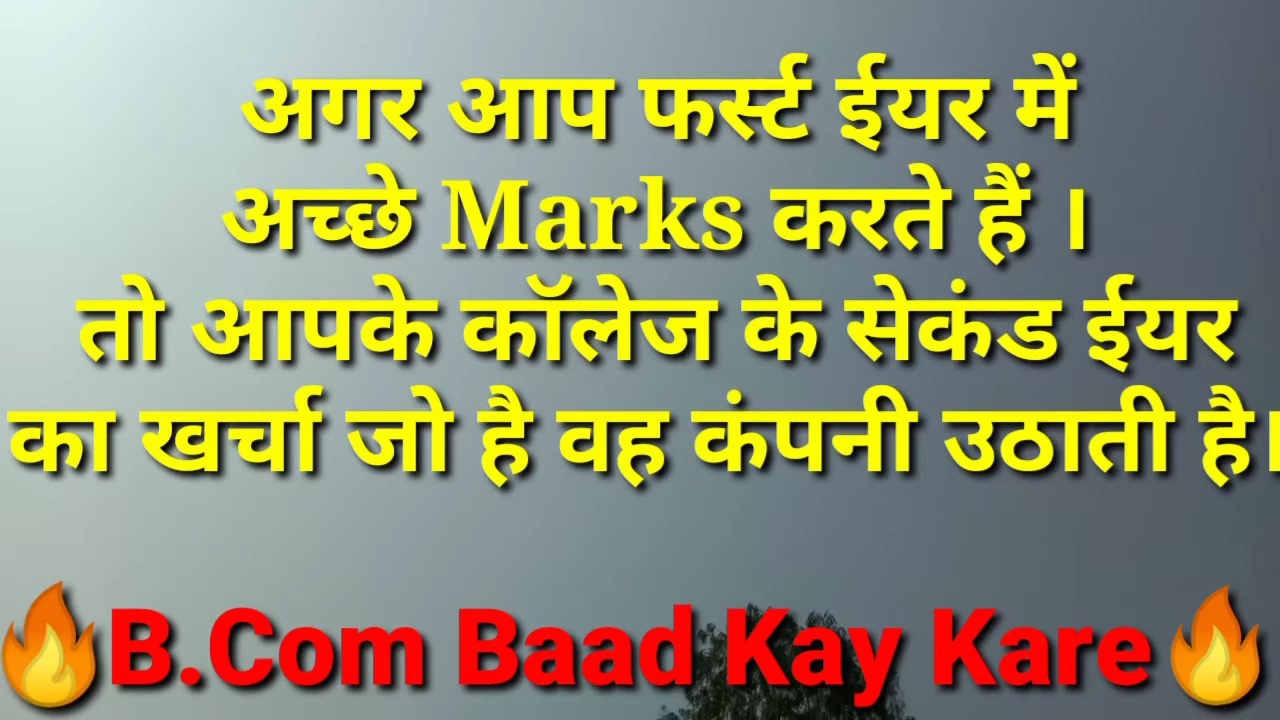 अगर आप फर्स्ट ईयर में
अच्छे Marks करते हैं ।
तो आपके कॉलेज के सेकंड ईयर
का खर्चा जो है वह कंपनी उठाती है।
🔥B.Com Baad Kay Kare🔥